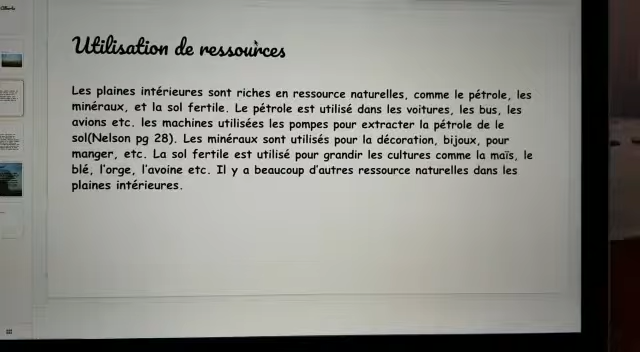 Utilisation de ressources
Les plaines intérieures sont riches en ressource naturelles, comme le pétrole, les
minéraux, et la sol fertile. Le pétrole est utilisé dans les voitures, les bus, les
avions etc. les machines utilisées les pompes pour extracter la pétrole de le
sol(Nelson pg 28). Les minéraux sont utilisés pour la décoration, bijoux, pour
manger, etc. La sol fertile est utilisé pour grandir les cultures comme la maïs, le
blé, l'orge, l'avoine etc. Il y a beaucoup d'autres ressource naturelles dans les
plaines intérieures.